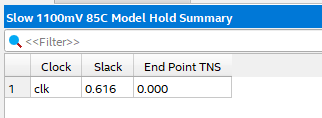 Slow 1100mV 85C Model Hold Summary
<<Filter>>
Clock Slack End Point TNS
1 clk 0.616 0.000